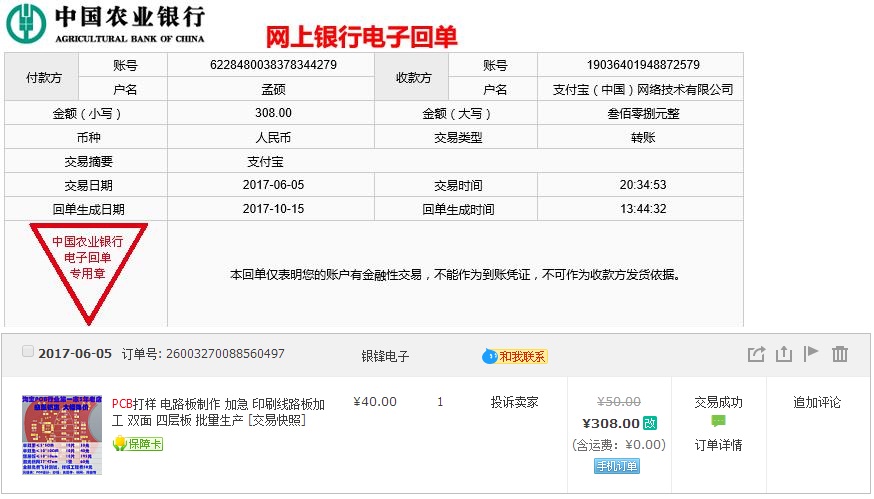 中国农业银行
AGRICULTURAL BANK OF CHINA
网上银行电子回单
付款方 账号 6228480038378344279 收款方 账号 19036401948872579
户名 孟硕 户名 支付宝（中国）网络技术有限公司
金额（小写） 308.00 金额（大写） 叁佰零捌元整
币种 人民币 交易类型 转账
交易摘要 支付宝
交易日期 2017-06-05 交易时间 20:34:53
回单生成日期 2017-10-15 回单生成时间 13:44:32
中国农业银行
电子回单
专用章
本回单仅表明您的账户有金融性交易，不能作为到账凭证，不可作为收款方发货依据。
2017-06-05 订单号: 26003270088560497 银锋电子 和我联系
PCB打样 电路板制作 加急 印刷线路板加 ¥40.00 1 投诉卖家 ¥50.00 交易成功 追加评论
工 双面 四层板 批量生产 [交易快照] ¥308.00 改
保障卡 (含运费: ¥0.00) 订单详情
手机订单